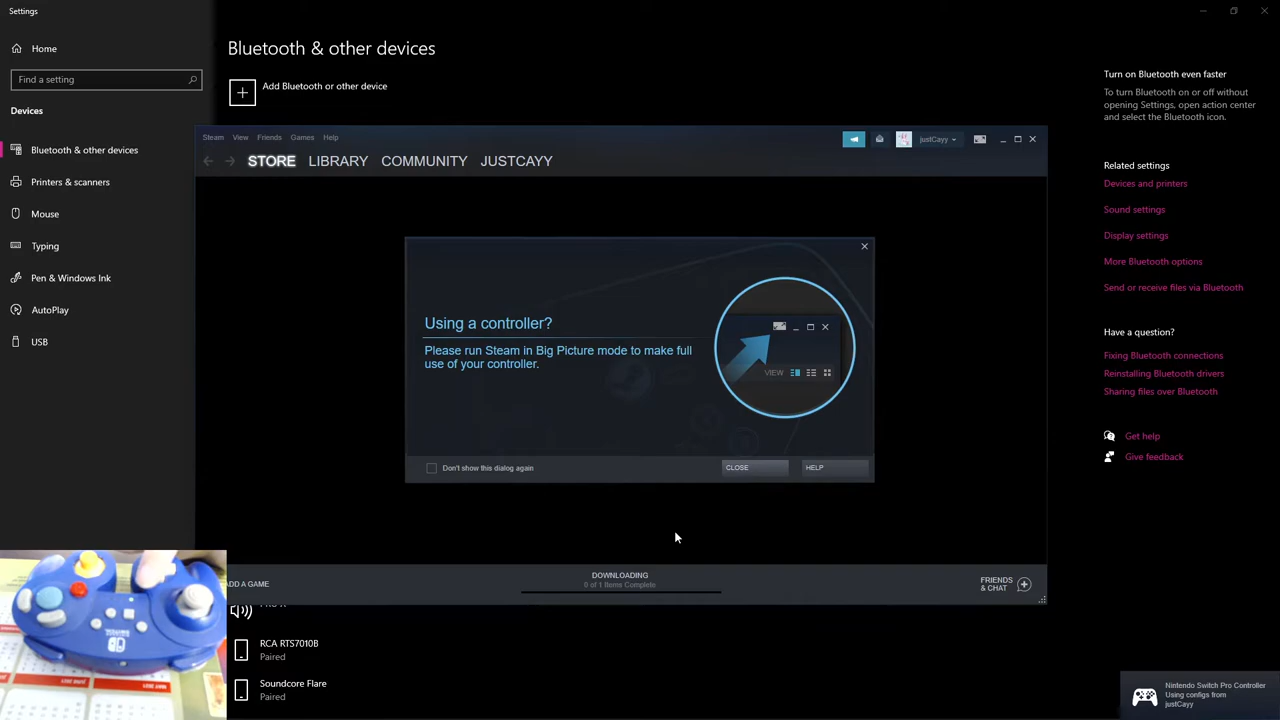 Settings
Home
Find a setting
Devices
Bluetooth & other devices
Printers & scanners
Mouse
Typing
Pen & Windows Ink
AutoPlay
USB
Bluetooth & other devices
Add Bluetooth or other device
Steam View Friends Games Help
justCayy
STORE LIBRARY COMMUNITY JUSTCAYY
Using a controller?
Please run Steam in Big Picture mode to make full
use of your controller.
VIEW
Don't show this dialog again
CLOSE
HELP
ADD A GAME
DOWNLOADING
0 of 1 Items Complete
FRIENDS
& CHAT
RCA RTS7010B
Paired
Soundcore Flare
Paired
Turn on Bluetooth even faster
To turn Bluetooth on or off without
opening Settings, open action center
and select the Bluetooth icon.
Related settings
Devices and printers
Sound settings
Display settings
More Bluetooth options
Send or receive files via Bluetooth
Have a question?
Fixing Bluetooth connections
Reinstalling Bluetooth drivers
Sharing files over Bluetooth
Get help
Give feedback
Nintendo Switch Pro Controller
Using configs from
justCayy